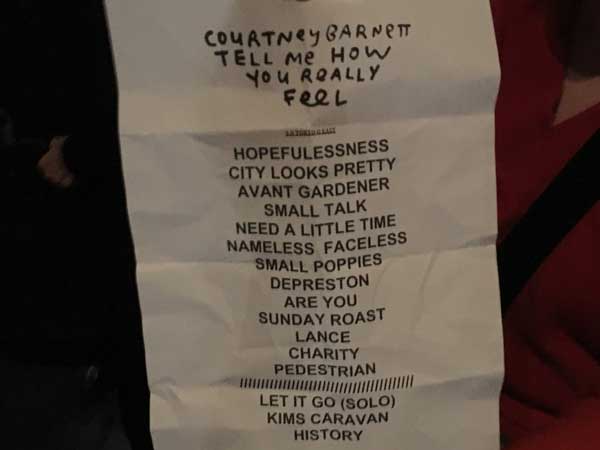 COURTNeY BARNeTT
TELL Me HOW
YOU ReALLY
FeeL
HOPEFULESSNESS
CITY LOOKS PRETTY
AVANT GARDENER
SMALL TALK
NEED A LITTLE TIME
NAMELESS FACELESS
SMALL POPPIES
DEPRESTON
ARE YOU
SUNDAY ROAST
LANCE
CHARITY
PEDESTRIAN
LET IT GO (SOLO)
KIMS CARAVAN
HISTORY